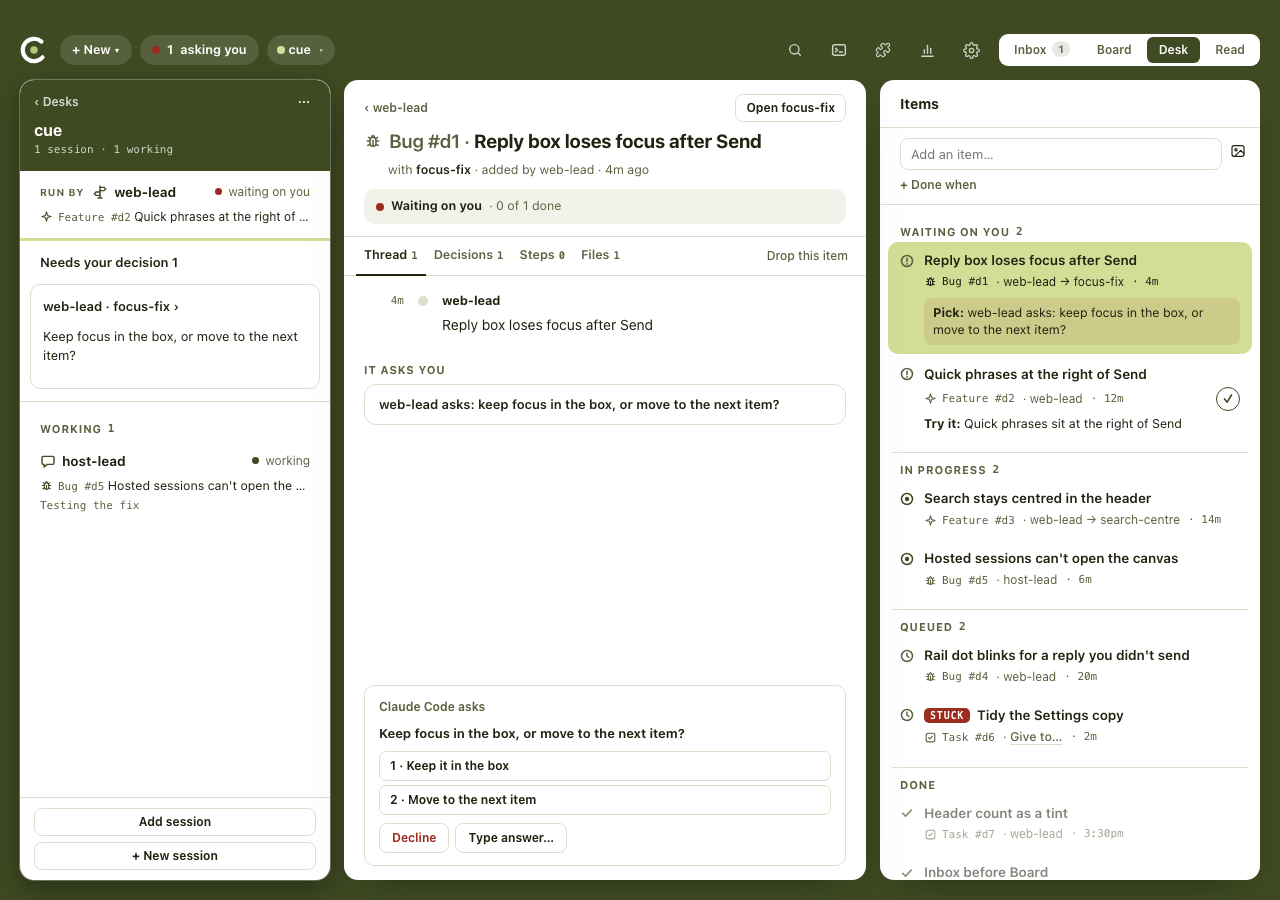 + New ▾
1 asking you
cue ·
Inbox 1
Board
Desk
Read
‹ Desks
···
cue
1 session · 1 working
RUN BY web-lead
waiting on you
Feature #d2 Quick phrases at the right of ...
Needs your decision 1
web-lead · focus-fix ›
Keep focus in the box, or move to the next
item?
WORKING 1
host-lead
working
Bug #d5 Hosted sessions can't open the ...
Testing the fix
Add session
+ New session
‹ web-lead
Open focus-fix
Bug #d1 · Reply box loses focus after Send
with focus-fix · added by web-lead · 4m ago
Waiting on you · 0 of 1 done
Thread 1
Decisions 1
Steps 0
Files 1
Drop this item
4m
web-lead
Reply box loses focus after Send
IT ASKS YOU
web-lead asks: keep focus in the box, or move to the next item?
Claude Code asks
Keep focus in the box, or move to the next item?
1 · Keep it in the box
2 · Move to the next item
Decline
Type answer...
Items
Add an item...
+ Done when
WAITING ON YOU 2
Reply box loses focus after Send
Bug #d1 · web-lead → focus-fix · 4m
Pick: web-lead asks: keep focus in the box, or
move to the next item?
Quick phrases at the right of Send
Feature #d2 · web-lead · 12m
Try it: Quick phrases sit at the right of Send
IN PROGRESS 2
Search stays centred in the header
Feature #d3 · web-lead → search-centre · 14m
Hosted sessions can't open the canvas
Bug #d5 · host-lead · 6m
QUEUED 2
Rail dot blinks for a reply you didn't send
Bug #d4 · web-lead · 20m
STUCK Tidy the Settings copy
Task #d6 · Give to... · 2m
DONE
Header count as a tint
Task #d7 · web-lead · 3:30pm
Inbox before Board